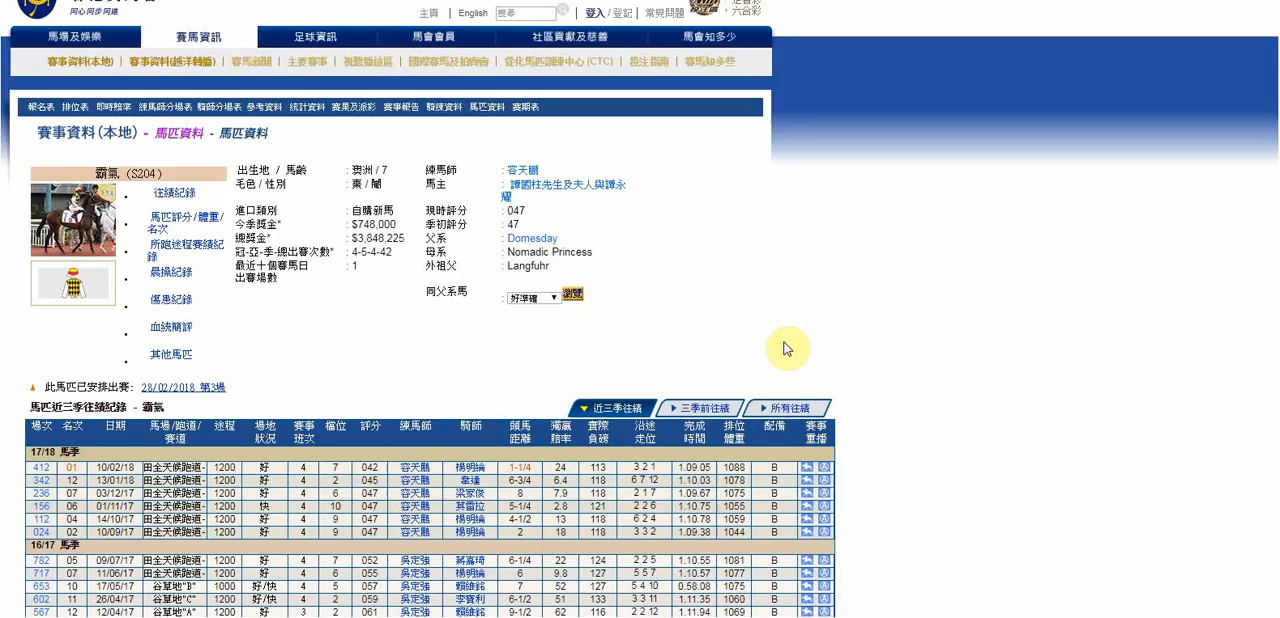 同心同步同進
主頁 | English 搜尋 登入 / 登記 | 常見問題 六合彩
馬場及娛樂 賽馬資訊 足球資訊 馬會會員 社區貢獻及慈善 馬會知多少
賽事資料(本地) | 賽事資料(越洋轉播) | 賽馬新聞 | 主要賽事 | 視聽播放區 | 國際賽馬及拍賣會 | 從化馬匹訓練中心 (CTC) | 投注指南 | 賽馬知多些
報名表 排位表 即時賠率 練馬師分場表 騎師分場表 參考資料 統計資料 賽果及派彩 賽事報告 騎練資料 馬匹資料 賽期表
賽事資料(本地) - 馬匹資料 - 馬匹資料
霸氣 (S204)
往績紀錄
馬匹評分/體重/
名次
所跑途程賽績紀
錄
晨操紀錄
傷患紀錄
血統簡評
其他馬匹
出生地 / 馬齡 : 澳洲 / 7
毛色 / 性別 : 棗 / 閹
進口類別 : 自購新馬
今季獎金* : $748,000
總獎金* : $3,848,225
冠-亞-季-總出賽次數* : 4-5-4-42
最近十個賽馬日 : 1
出賽場數
練馬師 : 容天鵬
馬主 : 譚國柱先生及夫人與譚永
耀
現時評分 : 047
季初評分 : 47
父系 : Domesday
母系 : Nomadic Princess
外祖父 : Langfuhr
同父系馬 : 好準確 瀏覽
此馬匹已安排出賽: 28/02/2018 第3場
馬匹近三季往績紀錄 - 霸氣 近三季往績 三季前往績 所有往績
場次 名次 日期 馬場/跑道/ 途程 場地 賽事 檔位 評分 練馬師 騎師 頭馬 獨贏 實際 沿途 完成 排位 配備 賽事
賽道 狀況 班次 距離 賠率 負磅 走位 時間 體重 重播
17/18 馬季
412 01 10/02/18 田全天候跑道- 1200 好 4 7 042 容天鵬 楊明綸 1-1/4 24 113 3 2 1 1.09.05 1088 B
342 12 13/01/18 田全天候跑道- 1200 好 4 2 045 容天鵬 韋達 6-3/4 6.4 118 6 7 12 1.10.03 1078 B
236 07 03/12/17 田全天候跑道- 1200 好 4 6 047 容天鵬 梁家俊 8 7.9 118 2 1 7 1.09.67 1075 B
156 06 01/11/17 田全天候跑道- 1200 快 4 10 047 容天鵬 莫雷拉 5-1/4 2.8 121 2 2 6 1.10.75 1055 B
112 04 14/10/17 田全天候跑道- 1200 好 4 9 047 容天鵬 楊明綸 4-1/2 13 118 6 2 4 1.10.78 1059 B
024 02 10/09/17 田全天候跑道- 1200 好 4 9 047 容天鵬 楊明綸 2 18 118 3 3 2 1.09.38 1044 B
16/17 馬季
782 05 09/07/17 田全天候跑道- 1200 好 4 7 052 吳定強 蔣嘉琦 6-1/4 22 124 2 2 5 1.10.55 1081 B
717 07 11/06/17 田全天候跑道- 1200 好 4 6 055 吳定強 楊明綸 6 9.8 127 5 5 7 1.10.57 1077 B
653 10 17/05/17 谷草地"B" 1000 好/快 4 5 057 吳定強 賴維銘 7 52 127 5 4 10 0.58.08 1075 B
602 11 26/04/17 谷草地"C" 1200 好/快 4 2 059 吳定強 李寶利 6-1/2 51 133 3 3 11 1.11.35 1060 B
567 12 12/04/17 谷草地"A" 1200 好 3 2 061 吳定強 賴維銘 9-1/2 62 116 2 2 12 1.11.94 1069 B